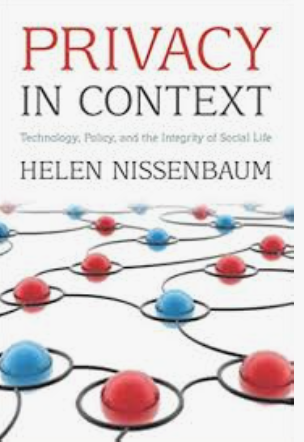 PRIVACY
IN CONTEXT
Technology, Policy, and the Integrity of Social Life
HELEN NISSENBAUM